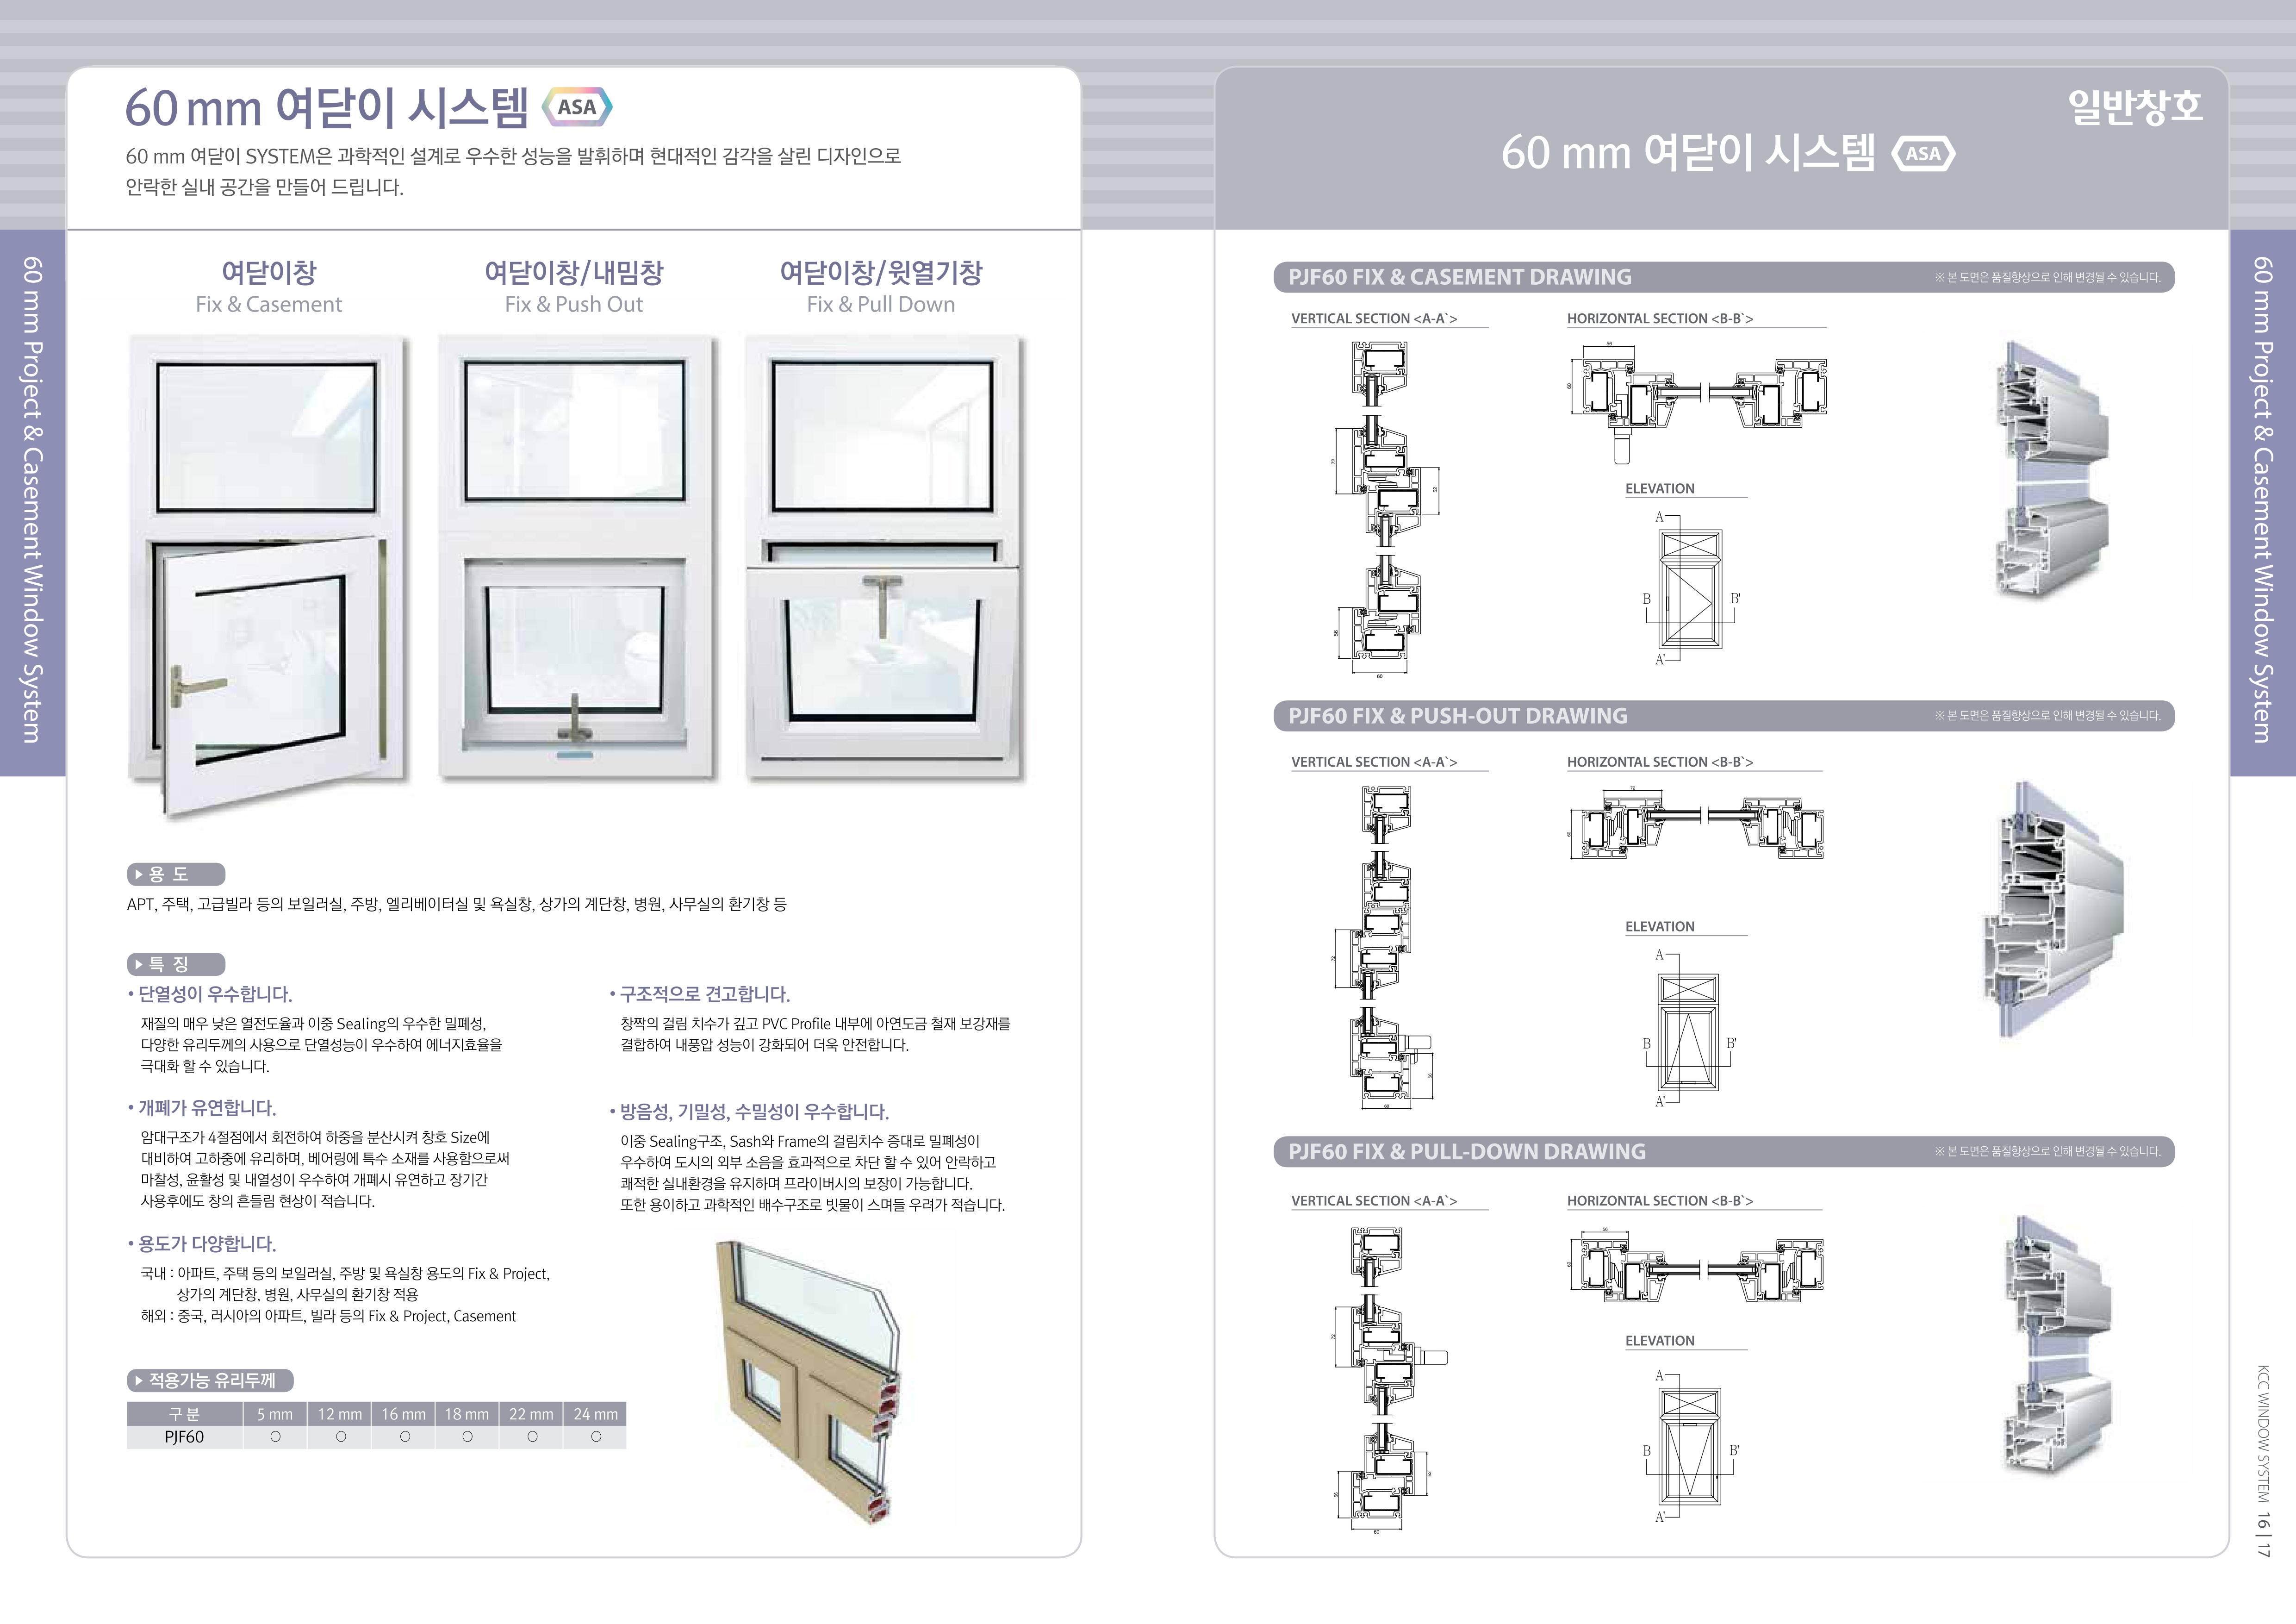 60 mm 여닫이 시스템 ASA
60 mm 여닫이 SYSTEM은 과학적인 설계로 우수한 성능을 발휘하며 현대적인 감각을 살린 디자인으로
안락한 실내 공간을 만들어 드립니다.
60 mm Project & Casement Window System
여닫이창
Fix & Casement
여닫이창/내밈창
Fix & Push Out
여닫이창/윗열기창
Fix & Pull Down
용 도
APT, 주택, 고급빌라 등의 보일러실, 주방, 엘리베이터실 및 욕실창, 상가의 계단창, 병원, 사무실의 환기창 등
특 징
• 단열성이 우수합니다.
재질의 매우 낮은 열전도율과 이중 Sealing의 우수한 밀폐성,
다양한 유리두께의 사용으로 단열성능이 우수하여 에너지효율을
극대화 할 수 있습니다.
• 개폐가 유연합니다.
암대구조가 4절점에서 회전하여 하중을 분산시켜 창호 Size에
대비하여 고하중에 유리하며, 베어링에 특수 소재를 사용함으로써
마찰성, 윤활성 및 내열성이 우수하여 개폐시 유연하고 장기간
사용후에도 창의 흔들림 현상이 적습니다.
• 용도가 다양합니다.
국내 : 아파트, 주택 등의 보일러실, 주방 및 욕실창 용도의 Fix & Project,
상가의 계단창, 병원, 사무실의 환기창 적용
해외 : 중국, 러시아의 아파트, 빌라 등의 Fix & Project, Casement
• 구조적으로 견고합니다.
창짝의 걸림 치수가 깊고 PVC Profile 내부에 아연도금 철재 보강재를
결합하여 내풍압 성능이 강화되어 더욱 안전합니다.
• 방음성, 기밀성, 수밀성이 우수합니다.
이중 Sealing구조, Sash와 Frame의 걸림치수 증대로 밀폐성이
우수하여 도시의 외부 소음을 효과적으로 차단 할 수 있어 안락하고
쾌적한 실내환경을 유지하며 프라이버시의 보장이 가능합니다.
또한 용이하고 과학적인 배수구조로 빗물이 스며들 우려가 적습니다.
적용가능 유리두께
구 분 5 mm 12 mm 16 mm 18 mm 22 mm 24 mm
PJF60 ○ ○ ○ ○ ○ ○
일반창호
60 mm 여닫이 시스템 ASA
PJF60 FIX & CASEMENT DRAWING ※ 본 도면은 품질향상으로 인해 변경될 수 있습니다.
VERTICAL SECTION <A-A`>
72
52
56
60
HORIZONTAL SECTION <B-B`>
56
60
ELEVATION
A
B B'
A'
PJF60 FIX & PUSH-OUT DRAWING ※ 본 도면은 품질향상으로 인해 변경될 수 있습니다.
VERTICAL SECTION <A-A`>
72
56
60
HORIZONTAL SECTION <B-B`>
72
60
ELEVATION
A
B B'
A'
PJF60 FIX & PULL-DOWN DRAWING ※ 본 도면은 품질향상으로 인해 변경될 수 있습니다.
VERTICAL SECTION <A-A`>
72
52
56
60
HORIZONTAL SECTION <B-B`>
56
60
ELEVATION
A
B B'
A'
60 mm Project & Casement Window System
KCC WINDOW SYSTEM 16 | 17